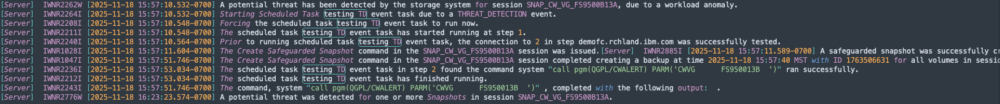 [Server] IWNR2262W [2025-11-18 15:57:10.532-0700] A potential threat has been detected by the storage system for session SNAP_CW_VG_FS9500B13A, due to a workload anomaly.
[Server] IWNR2264I [2025-11-18 15:57:10.532-0700] Starting Scheduled Task testing TD event task due to a THREAT_DETECTION event.
[Server] IWNR2208I [2025-11-18 15:57:10.548-0700] Forcing the scheduled task testing TD event task to run now.
[Server] IWNR2211I [2025-11-18 15:57:10.548-0700] The scheduled task testing TD event task has started running at step 1.
[Server] IWNR2240I [2025-11-18 15:57:10.564-0700] Prior to running scheduled task testing TD event task, the connection to 2 in step demofc.rchland.ibm.com was successfully tested.
[Server] IWNR1028I [2025-11-18 15:57:11.604-0700] The Create Safeguarded Snapshot command in the SNAP_CW_VG_FS9500B13A session was issued.[Server] IWNR2885I [2025-11-18 15:57:11.589-0700] A safeguarded snapshot was successfully cr
[Server] IWNR1047I [2025-11-18 15:57:51.746-0700] The Create Safeguarded Snapshot command in the SNAP_CW_VG_FS9500B13A session completed creating a backup at time 2025-11-18 15:57:40 MST with ID 1763506631 for all volumes in sessio
[Server] IWNR2236I [2025-11-18 15:57:53.034-0700] The scheduled task testing TD event task in step 2 found the command system "call pgm(QGPL/CWALERT) PARM('CWVG      FS950013B  ')" ran successfully.
[Server] IWNR2212I [2025-11-18 15:57:53.034-0700] The scheduled task testing TD event task has finished running.
[Server] IWNR2243I [2025-11-18 15:57:51.746-0700] The command, system "call pgm(QGPL/CWALERT) PARM('CWVG      FS950013B  ')" , completed with the following output:  .
[Server] IWNR2776W [2025-11-18 16:23:23.574-0700] A potential threat was detected for one or more Snapshots in session SNAP_CW_VG_FS9500B13A.